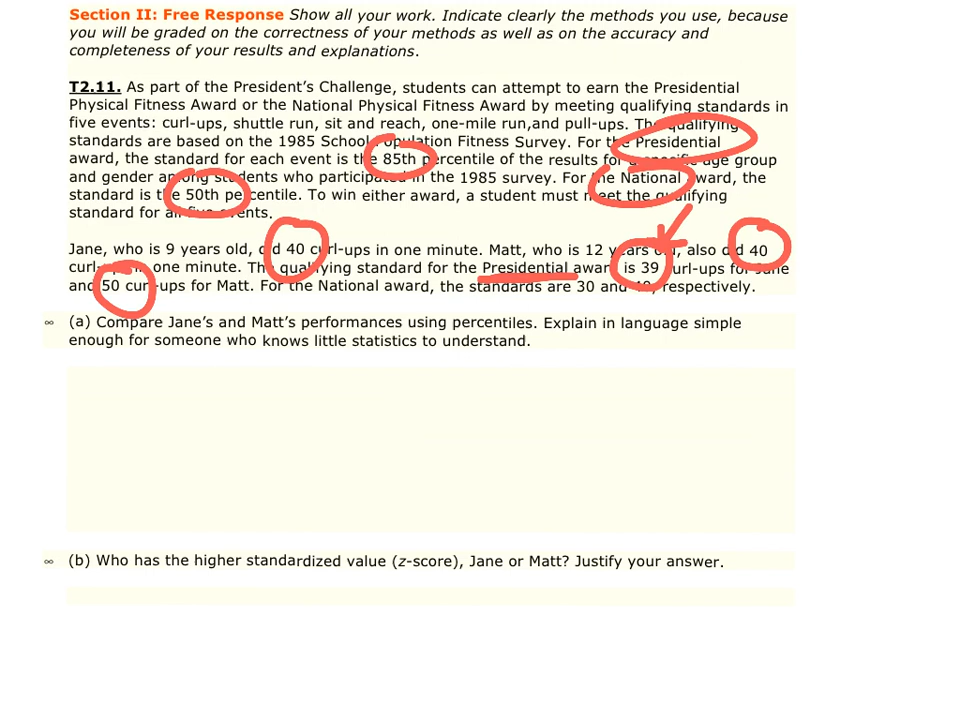 Section II: Free Response Show all your work. Indicate clearly the methods you use, because
you will be graded on the correctness of your methods as well as on the accuracy and
completeness of your results and explanations.
T2.11. As part of the President's Challenge, students can attempt to earn the Presidential
Physical Fitness Award or the National Physical Fitness Award by meeting qualifying standards in
five events: curl-ups, shuttle run, sit and reach, one-mile run,and pull-ups. The qualifying
standards are based on the 1985 School Population Fitness Survey. For the Presidential
award, the standard for each event is the 85th percentile of the results for a specific age group
and gender among students who participated in the 1985 survey. For the National award, the
standard is the 50th percentile. To win either award, a student must meet the qualifying
standard for all five events.
Jane, who is 9 years old, did 40 curl-ups in one minute. Matt, who is 12 years old, also did 40
curl-ups in one minute. The qualifying standard for the Presidential award is 39 curl-ups for Jane
and 50 curl-ups for Matt. For the National award, the standards are 30 and 40, respectively.
∞ (a) Compare Jane's and Matt's performances using percentiles. Explain in language simple
enough for someone who knows little statistics to understand.
∞ (b) Who has the higher standardized value (z-score), Jane or Matt? Justify your answer.